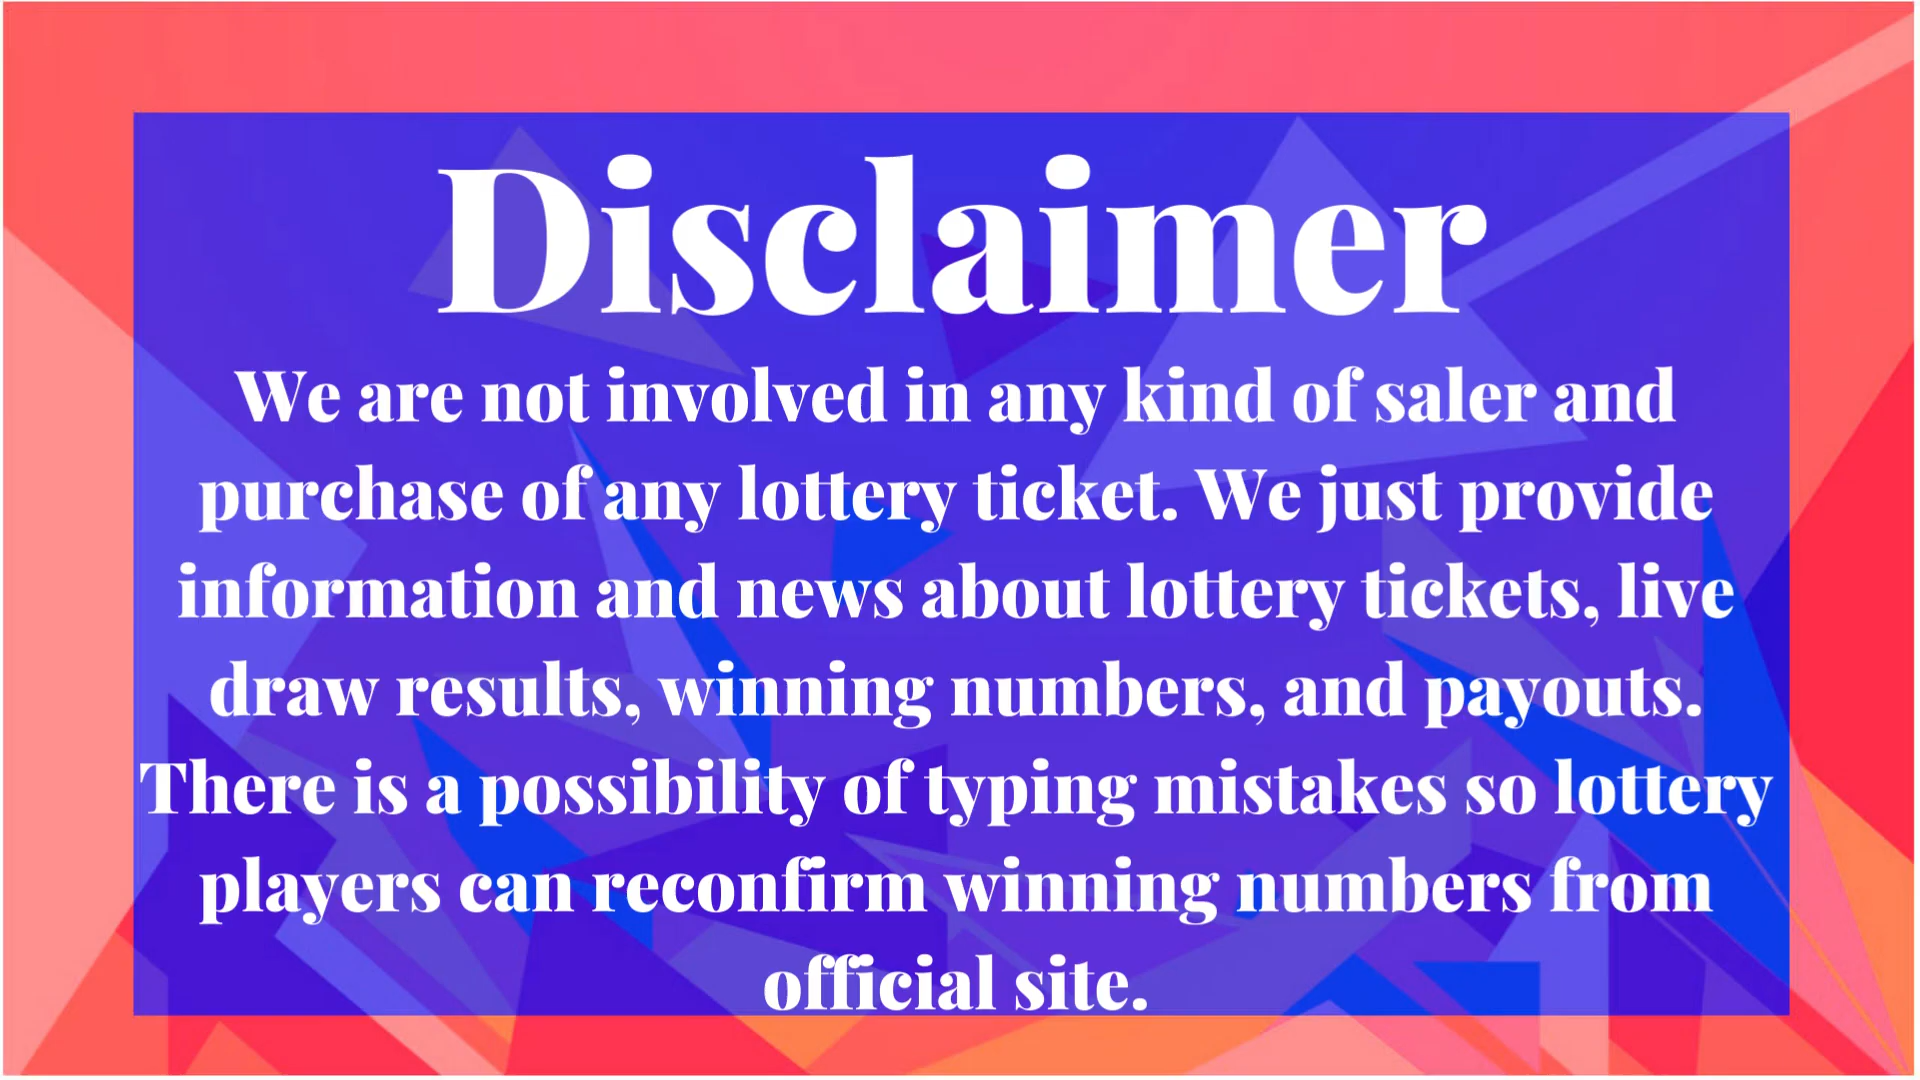 Disclaimer
We are not involved in any kind of saler and
purchase of any lottery ticket. We just provide
information and news about lottery tickets, live
draw results, winning numbers, and payouts.
There is a possibility of typing mistakes so lottery
players can reconfirm winning numbers from
official site.